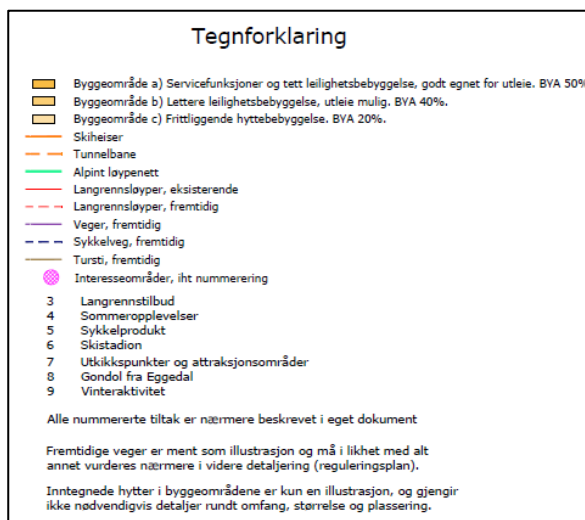 Tegnforklaring
Byggeområde a) Servicefunksjoner og tett leilighetsbebyggelse, godt egnet for utleie. BYA 50%
Byggeområde b) Lettere leilighetsbebyggelse, utleie mulig. BYA 40%.
Byggeområde c) Frittliggende hyttebebyggelse. BYA 20%.
Skiheiser
Tunnelbane
Alpint løypenett
Langrennsløyper, eksisterende
Langrennsløyper, fremtidig
Veger, fremtidig
Sykkelveg, fremtidig
Tursti, fremtidig
Interesseområder, iht nummerering
3 Langrennstilbud
4 Sommeropplevelser
5 Sykkelprodukt
6 Skistadion
7 Utkikkspunkter og attraksjonsområder
8 Gondol fra Eggedal
9 Vinteraktivitet
Alle nummererte tiltak er nærmere beskrevet i eget dokument
Fremtidige veger er ment som illustrasjon og må i likhet med alt
annet vurderes nærmere i videre detaljering (reguleringsplan).
Inntegnede hytter i byggeområdene er kun en illustrasjon, og gjengir
ikke nødvendigvis detaljer rundt omfang, størrelse og plassering.